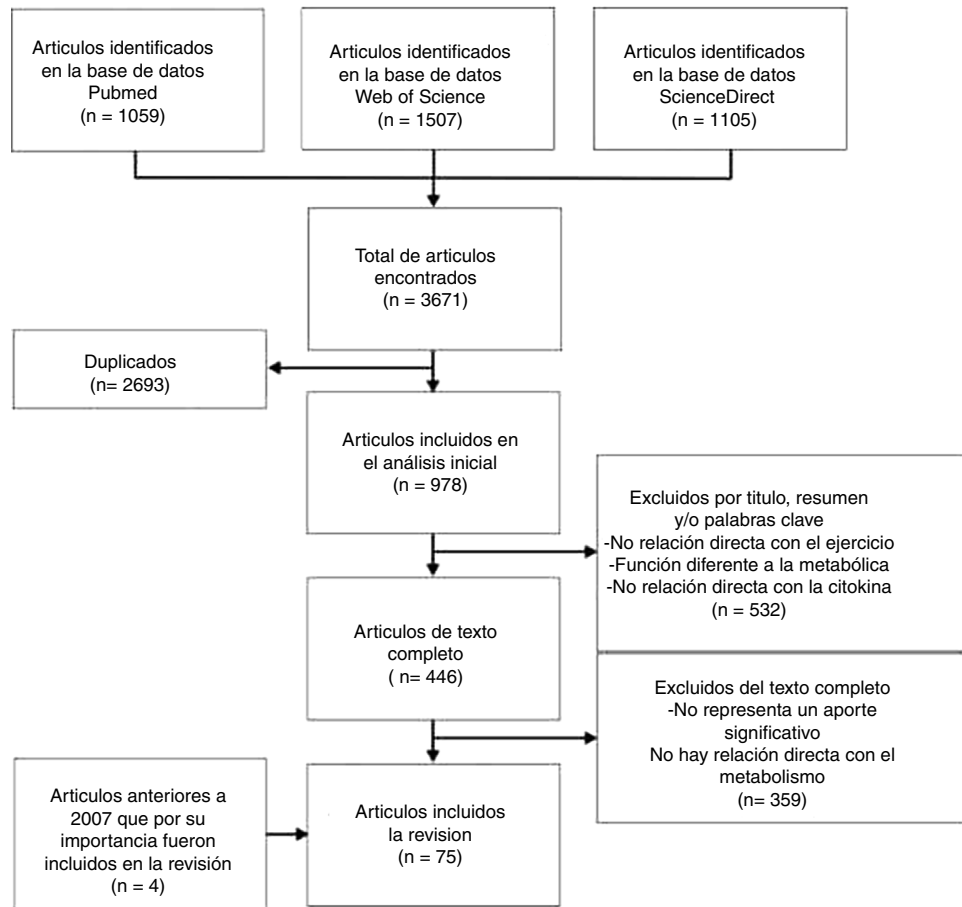 Articulos identificados
en la base de datos
Pubmed
(n = 1059)
Articulos identificados
en la base de datos
Web of Science
(n = 1507)
Articulos identificados
en la base de datos
ScienceDirect
(n = 1105)
Total de articulos
encontrados
(n = 3671)
Duplicados
(n= 2693)
Articulos incluidos en
el análisis inicial
(n = 978)
Excluidos por titulo, resumen
y/o palabras clave
-No relación directa con el ejercicio
-Función diferente a la metabólica
-No relación directa con la citokina
(n = 532)
Articulos de texto
completo
( n= 446)
Excluidos del texto completo
-No representa un aporte
significativo
No hay relación directa con el
metabolismo
(n= 359)
Articulos anteriores a
2007 que por su
importancia fueron
incluidos en la revisión
(n = 4)
Articulos incluidos
la revision
(n = 75)